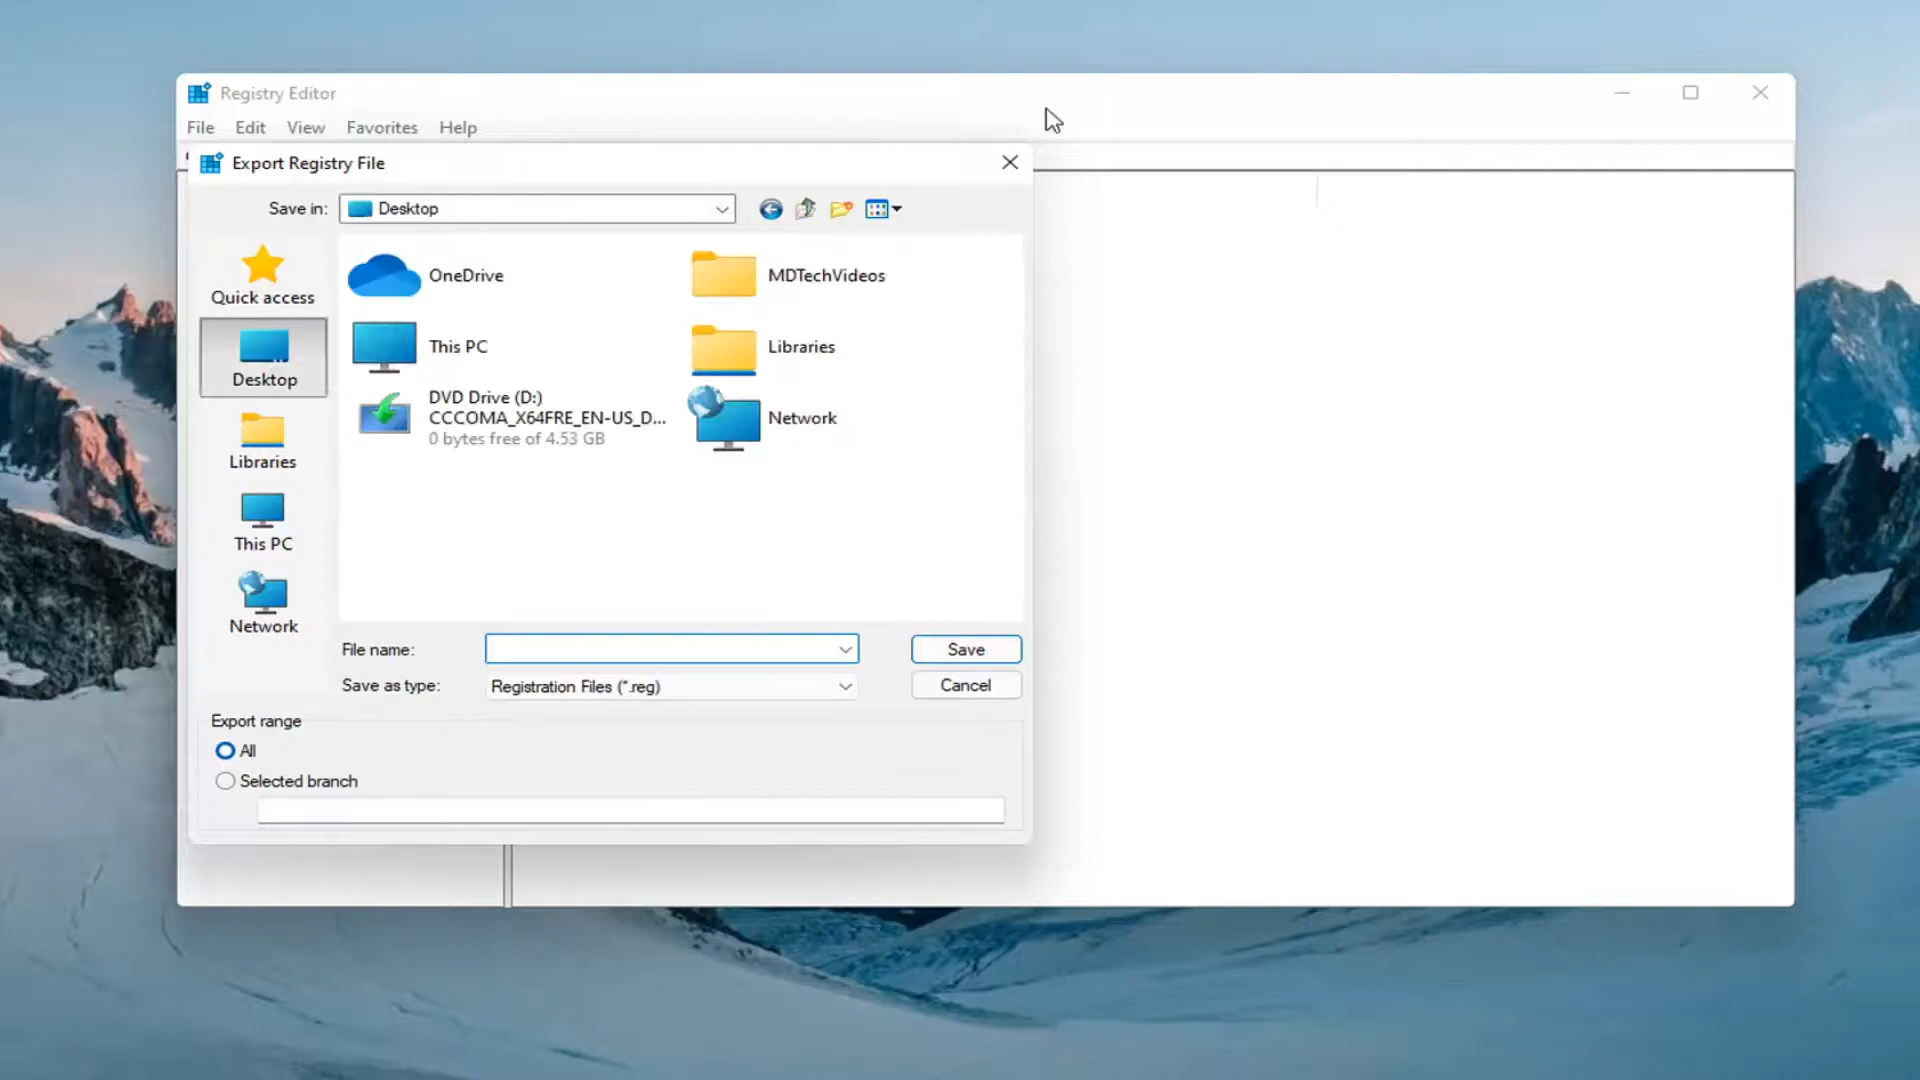 Registry Editor
File Edit View Favorites Help
Export Registry File
Save in: Desktop
Quick access
Desktop
Libraries
This PC
Network
OneDrive
MDTechVideos
This PC
Libraries
DVD Drive (D:)
CCCOMA_X64FRE_EN-US_D...
0 bytes free of 4.53 GB
Network
File name:
Save
Save as type: Registration Files (*.reg)
Cancel
Export range
All
Selected branch